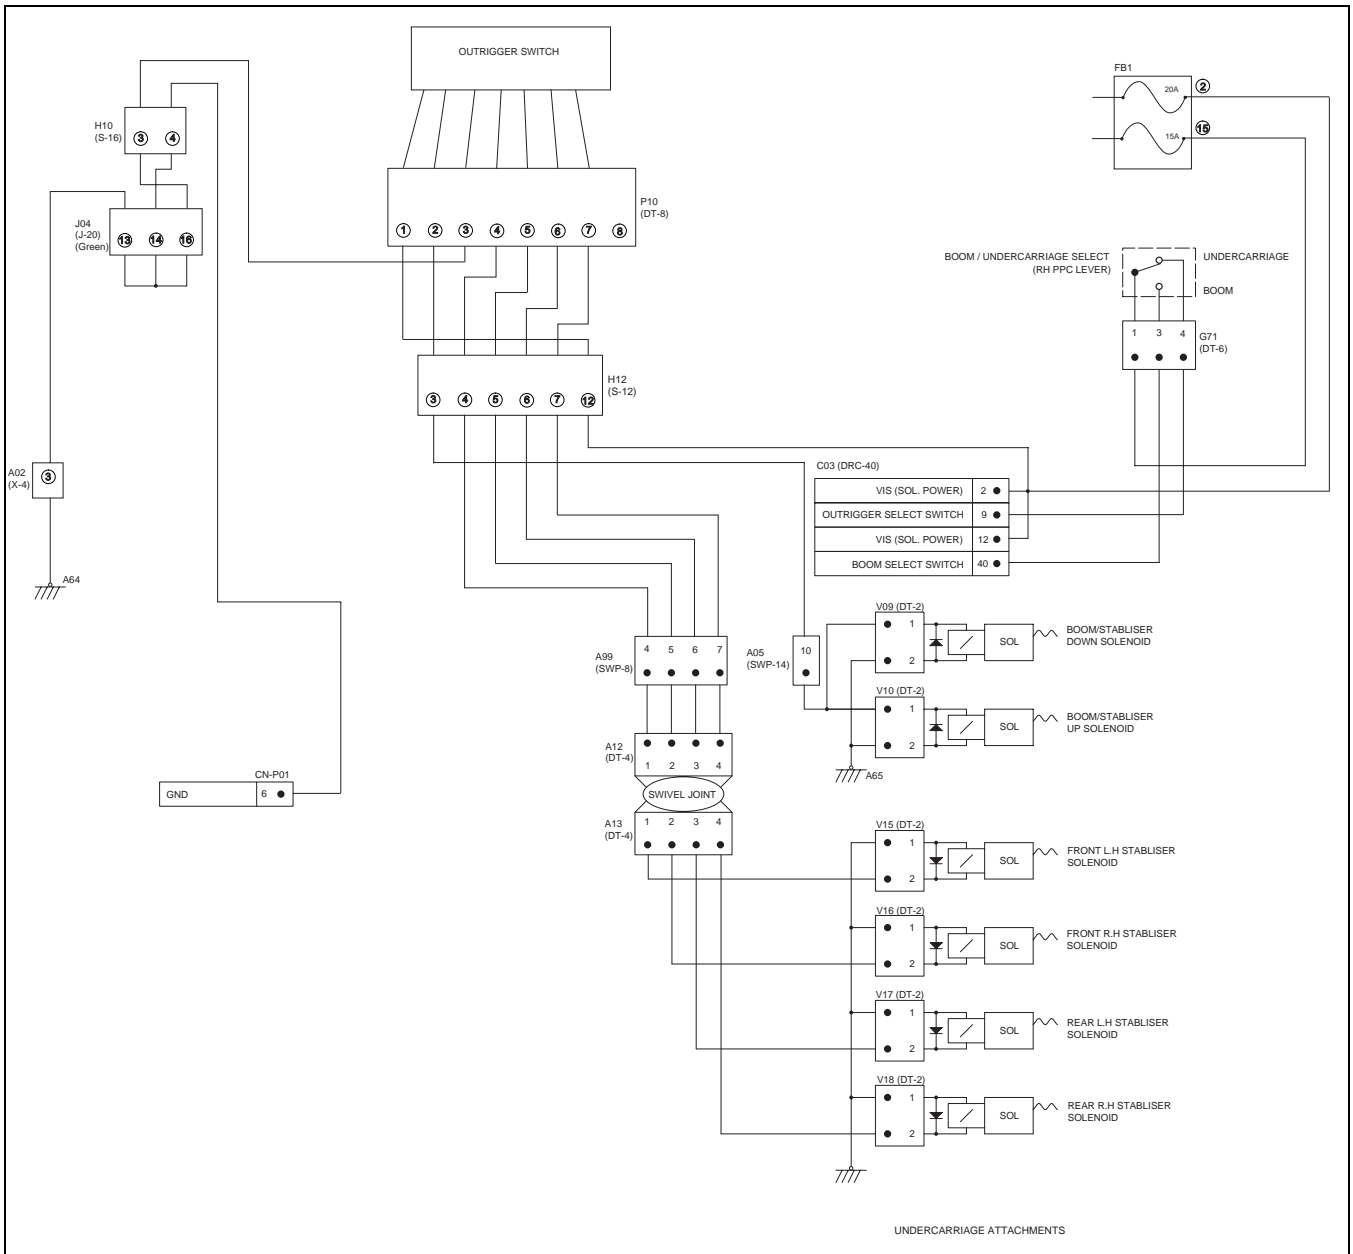 OUTRIGGER SWITCH
FB1
20A 2
15A 15
H10
(S-16)
3 4
J04
(J-20)
(Green)
13 14 16
P10
(DT-8)
1 2 3 4 5 6 7 8
BOOM / UNDERCARRIAGE SELECT
(RH PPC LEVER)
UNDERCARRIAGE
BOOM
1 3 4
G71
(DT-6)
H12
(S-12)
3 4 5 6 7 12
A02
(X-4)
3
A64
C03 (DRC-40)
VIS (SOL. POWER) 2
OUTRIGGER SELECT SWITCH 9
VIS (SOL. POWER) 12
BOOM SELECT SWITCH 40
A99
(SWP-8)
4 5 6 7
A05
(SWP-14)
10
V09 (DT-2)
1
2
SOL
BOOM/STABLISER
DOWN SOLENOID
V10 (DT-2)
1
2
SOL
BOOM/STABLISER
UP SOLENOID
A65
A12
(DT-4)
1 2 3 4
SWIVEL JOINT
A13
(DT-4)
1 2 3 4
CN-P01
GND 6
V15 (DT-2)
1
2
SOL
FRONT L.H STABLISER
SOLENOID
V16 (DT-2)
1
2
SOL
FRONT R.H STABLISER
SOLENOID
V17 (DT-2)
1
2
SOL
REAR L.H STABLISER
SOLENOID
V18 (DT-2)
1
2
SOL
REAR R.H STABLISER
SOLENOID
UNDERCARRIAGE ATTACHMENTS